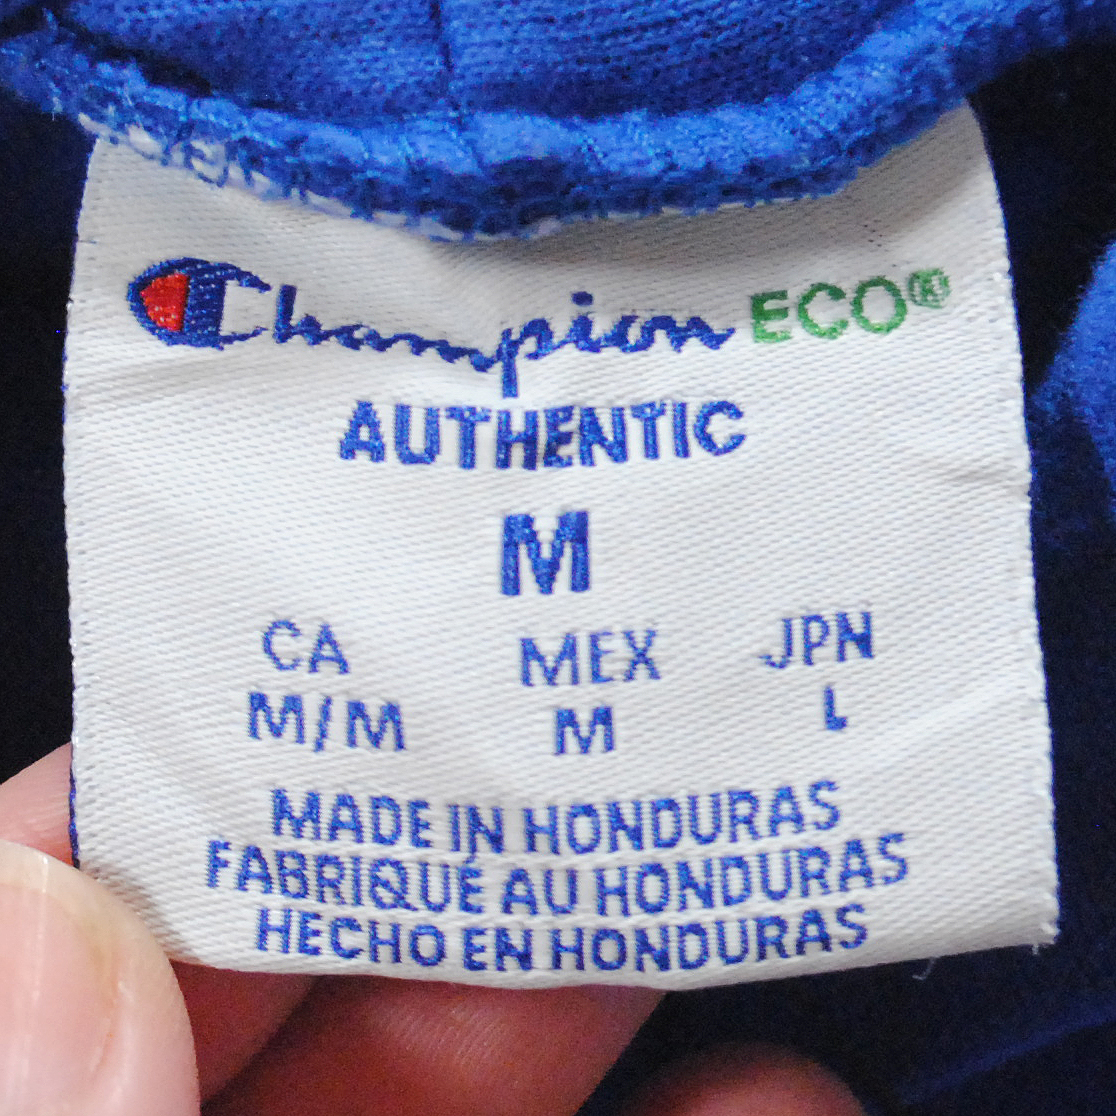 Champion ECO®
AUTHENTIC
M
CA MEX JPN
M/M M L
MADE IN HONDURAS
FABRIQUÉ AU HONDURAS
HECHO EN HONDURAS